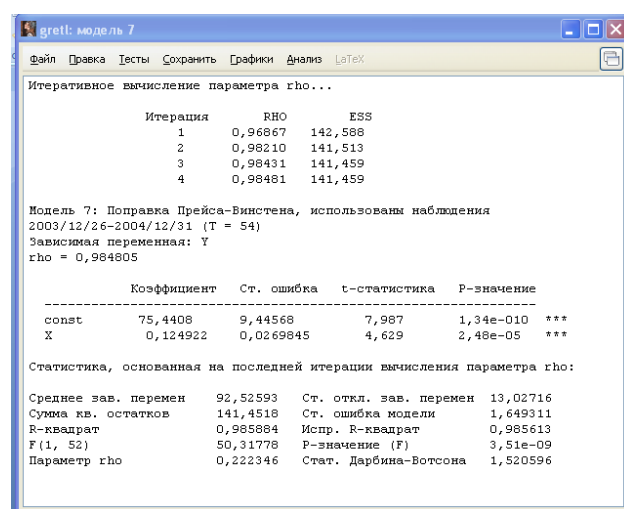 gretl: модель 7
Файл Правка Тесты Сохранить Графики Анализ LaTeX
Итеративное вычисление параметра rho...
Итерация RHO ESS
1 0,96867 142,588
2 0,98210 141,513
3 0,98431 141,459
4 0,98481 141,459
Модель 7: Поправка Прейса-Винстена, использованы наблюдения
2003/12/26-2004/12/31 (T = 54)
Зависимая переменная: Y
rho = 0,984805
Коэффициент Ст. ошибка t-статистика P-значение
const 75,4408 9,44568 7,987 1,34e-010 ***
X 0,124922 0,0269845 4,629 2,48e-05 ***
Статистика, основанная на последней итерации вычисления параметра rho:
Среднее зав. перемен 92,52593 Ст. откл. зав. перемен 13,02716
Сумма кв. остатков 141,4518 Ст. ошибка модели 1,649311
R-квадрат 0,985884 Испр. R-квадрат 0,985613
F(1, 52) 50,31778 P-значение (F) 3,51e-09
Параметр rho 0,222346 Стат. Дарбина-Вотсона 1,520596